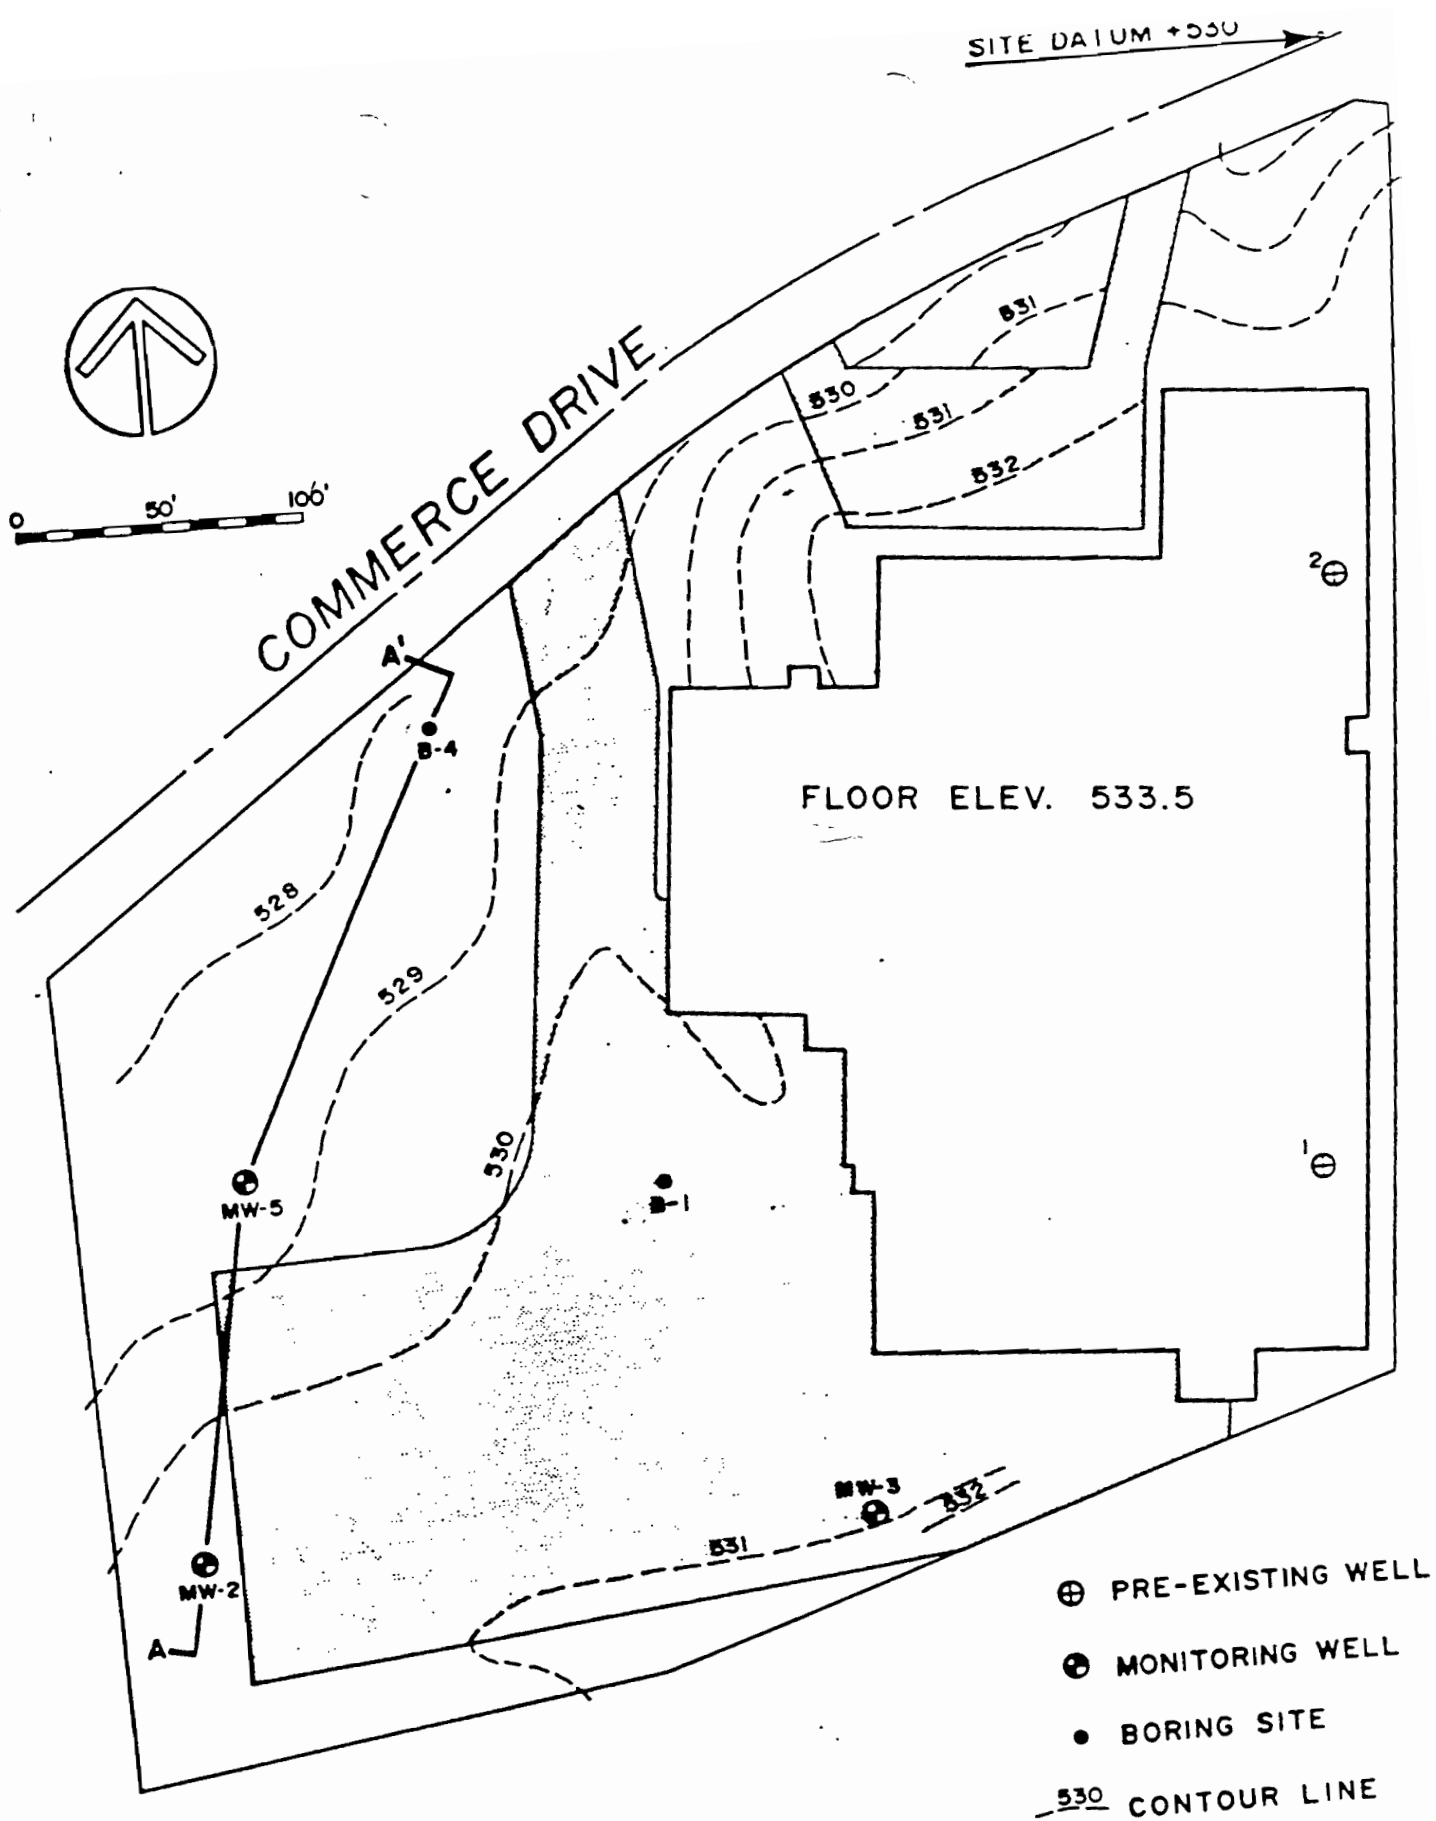 SITE DATUM +530
COMMERCE DRIVE
0 50' 100'
531
530
531
532
2
A'
B-4
FLOOR ELEV. 533.5
528
529
530
1
MW-5
B-1
MW-3
532
531
MW-2
A
PRE-EXISTING WELL
MONITORING WELL
BORING SITE
530 CONTOUR LINE